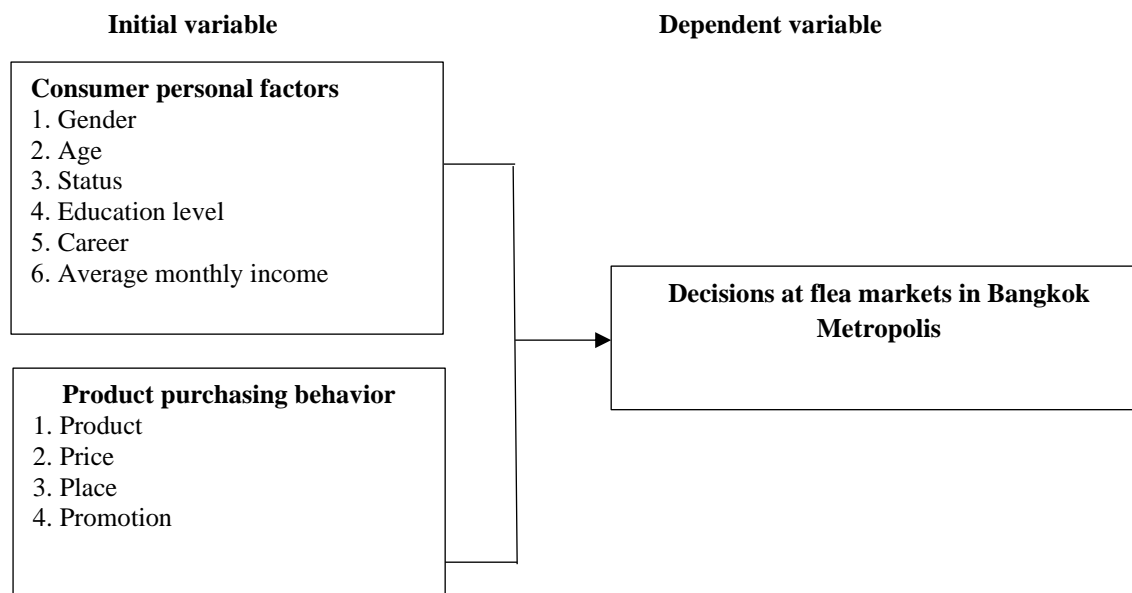 Initial variable
Dependent variable
Consumer personal factors
1. Gender
2. Age
3. Status
4. Education level
5. Career
6. Average monthly income
Product purchasing behavior
1. Product
2. Price
3. Place
4. Promotion
Decisions at flea markets in Bangkok
Metropolis